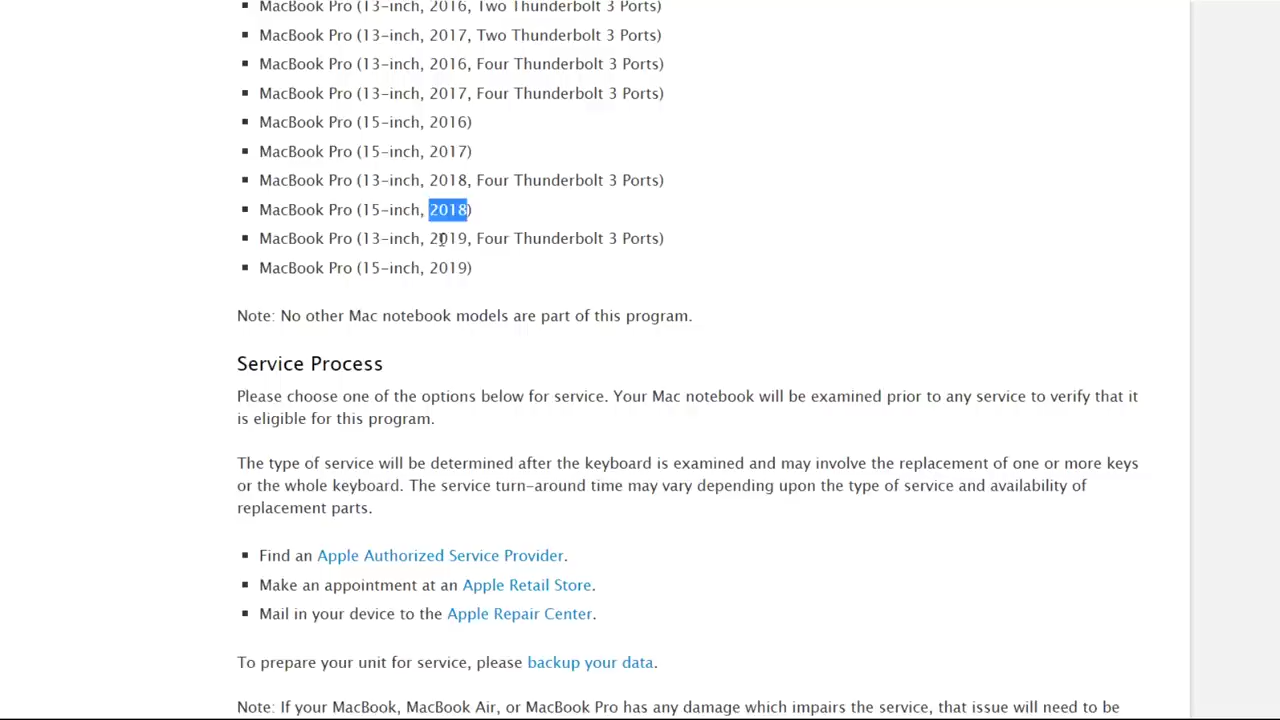 MacBook Pro (13-inch, 2016, Two Thunderbolt 3 Ports)
MacBook Pro (13-inch, 2017, Two Thunderbolt 3 Ports)
MacBook Pro (13-inch, 2016, Four Thunderbolt 3 Ports)
MacBook Pro (13-inch, 2017, Four Thunderbolt 3 Ports)
MacBook Pro (15-inch, 2016)
MacBook Pro (15-inch, 2017)
MacBook Pro (13-inch, 2018, Four Thunderbolt 3 Ports)
MacBook Pro (15-inch, 2018)
MacBook Pro (13-inch, 2019, Four Thunderbolt 3 Ports)
MacBook Pro (15-inch, 2019)
Note: No other Mac notebook models are part of this program.
Service Process
Please choose one of the options below for service. Your Mac notebook will be examined prior to any service to verify that it
is eligible for this program.
The type of service will be determined after the keyboard is examined and may involve the replacement of one or more keys
or the whole keyboard. The service turn-around time may vary depending upon the type of service and availability of
replacement parts.
Find an Apple Authorized Service Provider.
Make an appointment at an Apple Retail Store.
Mail in your device to the Apple Repair Center.
To prepare your unit for service, please backup your data.
Note: If your MacBook, MacBook Air, or MacBook Pro has any damage which impairs the service, that issue will need to be